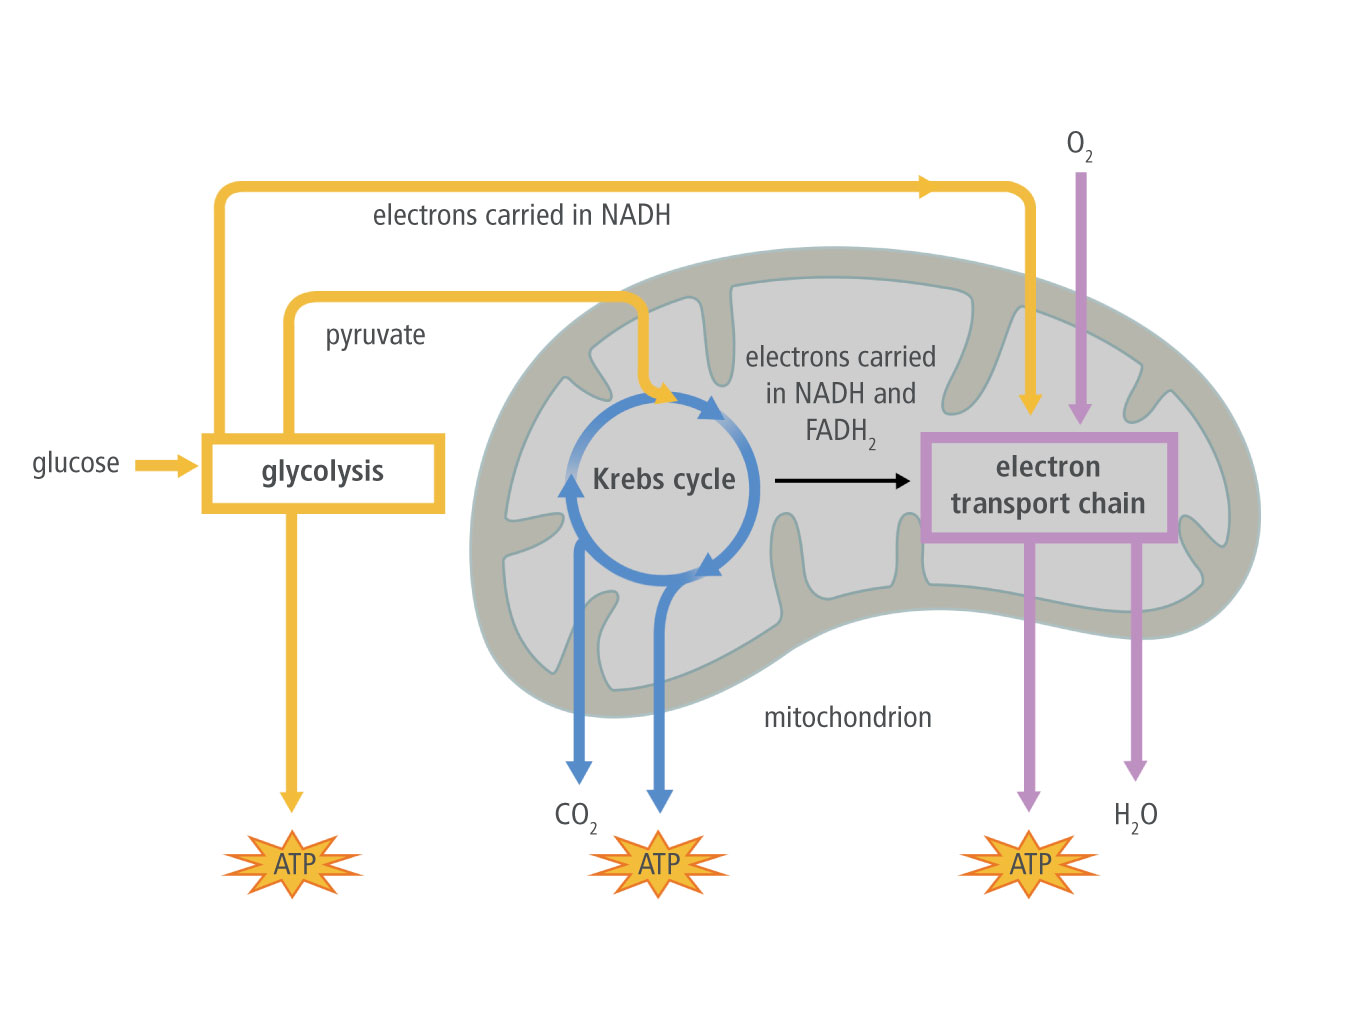 O₂
electrons carried in NADH
pyruvate
electrons carried
in NADH and
FADH₂
glucose
glycolysis
Krebs cycle
electron
transport chain
mitochondrion
CO₂
H₂O
ATP
ATP
ATP